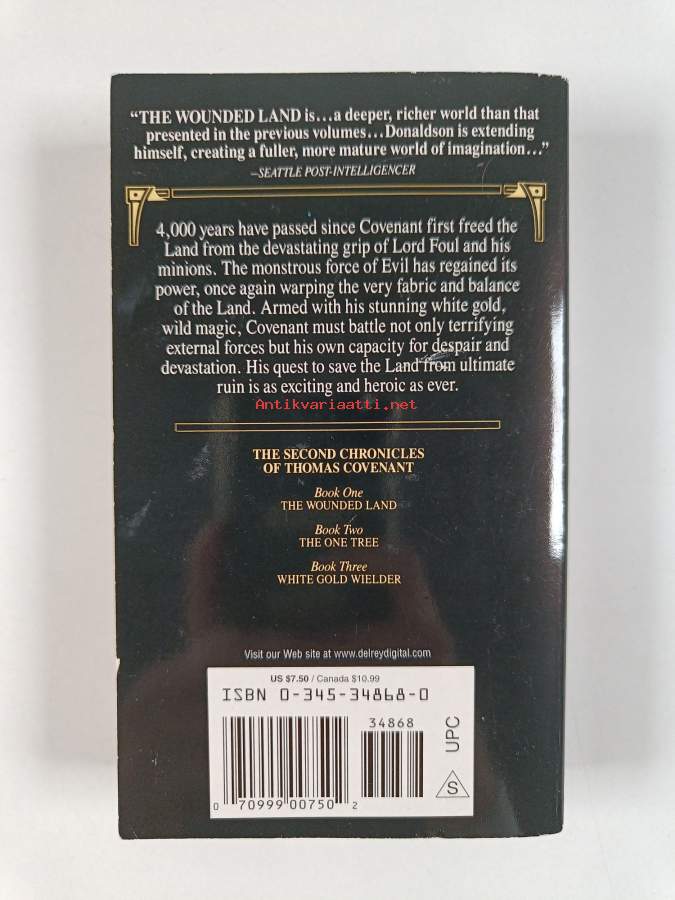 “THE WOUNDED LAND is...a deeper, richer world than that
presented in the previous volumes...Donaldson is extending
himself, creating a fuller, more mature world of imagination...”
–SEATTLE POST-INTELLIGENCER
4,000 years have passed since Covenant first freed the
Land from the devastating grip of Lord Foul and his
minions. The monstrous force of Evil has regained its
power, once again warping the very fabric and balance
of the Land. Armed with his stunning white gold,
wild magic, Covenant must battle not only terrifying
external forces but his own capacity for despair and
devastation. His quest to save the Land from ultimate
ruin is as exciting and heroic as ever.
Antikvariaatti.net
THE SECOND CHRONICLES
OF THOMAS COVENANT
Book One
THE WOUNDED LAND
Book Two
THE ONE TREE
Book Three
WHITE GOLD WIELDER
Visit our Web site at www.delreydigital.com
US $7.50 / Canada $10.99
ISBN 0-345-34868-0
34868
UPC
S
0 70999 00750 2